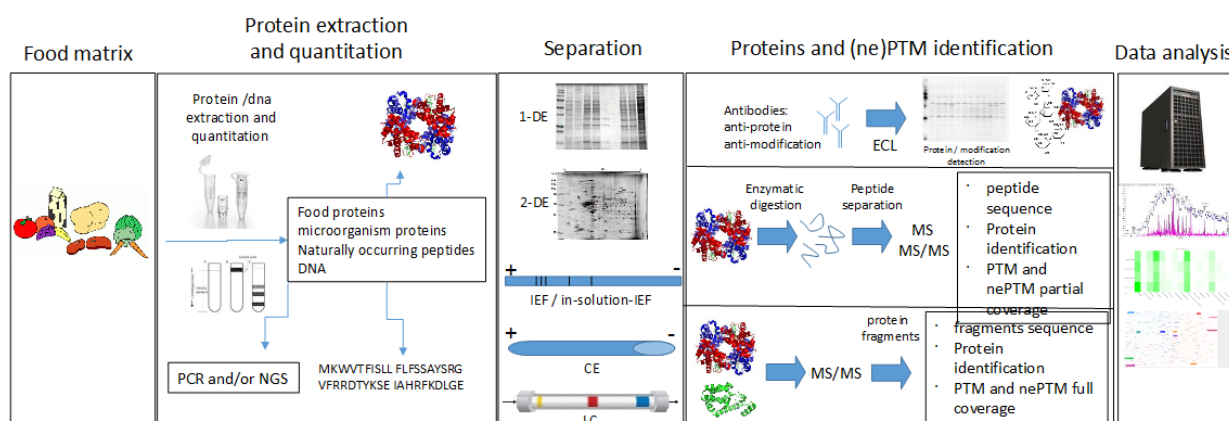 Food matrix
Protein extraction
and quantitation
Separation
Proteins and (ne)PTM identification
Data analysis
Protein /dna
extraction and
quantitation
Food proteins
microorganism proteins
Naturally occurring peptides
DNA
PCR and/or NGS
MKWVTFISLL FLFSSAYSRG
VFRRDTYKSE IAHRFKDLGE
1-DE
2-DE
+ -
IEF / in-solution-IEF
+ -
CE
LC
Antibodies:
anti-protein
anti-modification
ECL
Protein / modification
detection
Enzymatic
digestion
Peptide
separation
MS
MS/MS
· peptide
sequence
· Protein
identification
· PTM and
nePTM partial
coverage
MS/MS
protein
fragments
· fragments sequence
· Protein
identification
· PTM and nePTM full
coverage